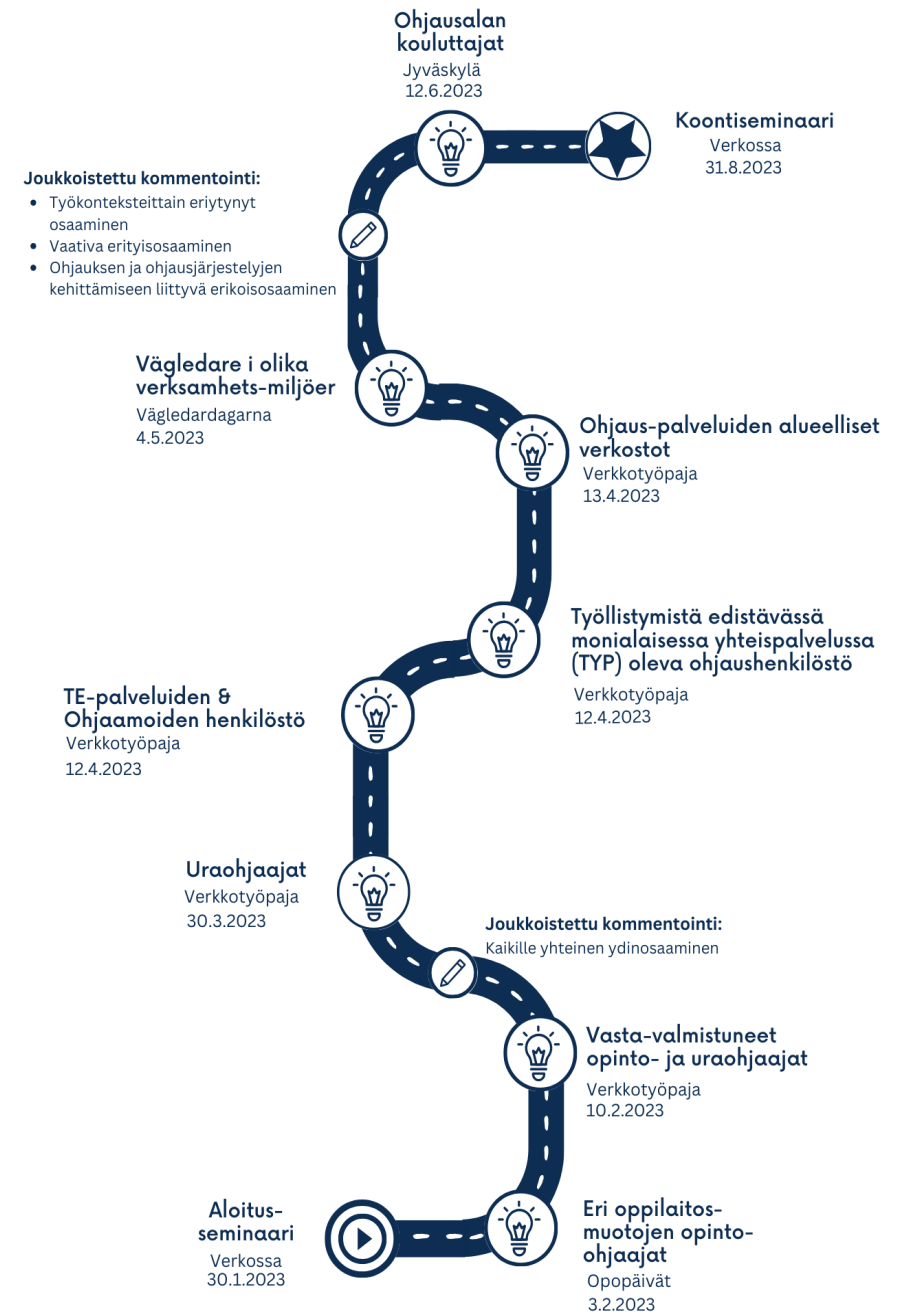 Ohjausalan
kouluttajat
Jyväskylä
12.6.2023
Koontiseminaari
Verkossa
31.8.2023
Joukkoistettu kommentointi:
• Työkonteksteittain eriytynyt
osaaminen
• Vaativa erityisosaaminen
• Ohjauksen ja ohjausjärjestelyjen
kehittämiseen liittyvä erikoisosaaminen
Vägledare i olika
verksamhets-miljöer
Vägledardagarna
4.5.2023
Ohjaus-palveluiden alueelliset
verkostot
Verkkotyöpaja
13.4.2023
Työllistymistä edistävässä
monialaisessa yhteispalvelussa
(TYP) oleva ohjaushenkilöstö
Verkkotyöpaja
12.4.2023
TE-palveluiden &
Ohjaamoiden henkilöstö
Verkkotyöpaja
12.4.2023
Uraohjaajat
Verkkotyöpaja
30.3.2023
Joukkoistettu kommentointi:
Kaikille yhteinen ydinosaaminen
Vasta-valmistuneet
opinto- ja uraohjaajat
Verkkotyöpaja
10.2.2023
Aloitus-
seminaari
Verkossa
30.1.2023
Eri oppilaitos-
muotojen opinto-
ohjaajat
Opopäivät
3.2.2023